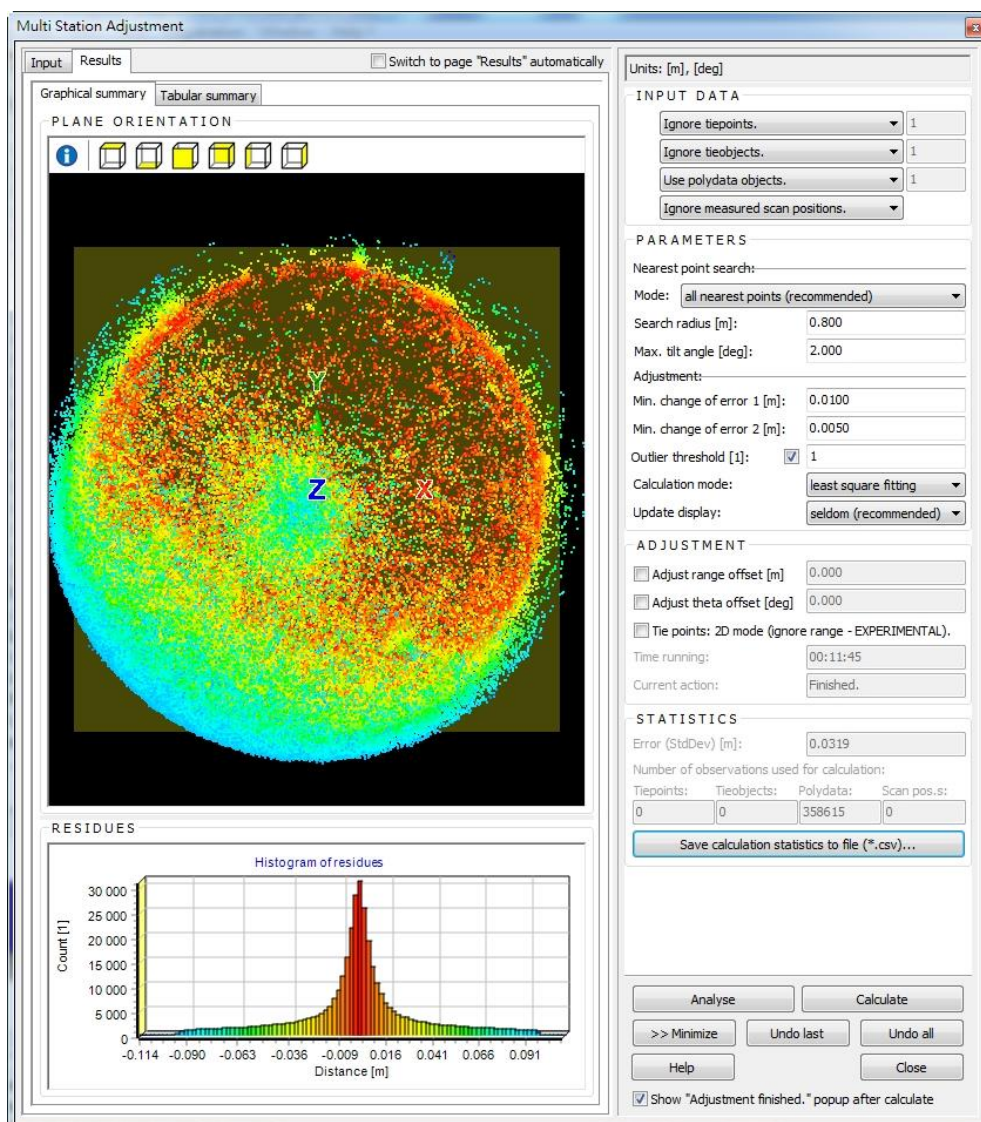 Multi Station Adjustment
Input Results Switch to page "Results" automatically
Graphical summary Tabular summary
PLANE ORIENTATION
Y
Z X
RESIDUES
Histogram of residues
Count [1]
30 000
25 000
20 000
15 000
10 000
5 000
0
-0.114 -0.090 -0.063 -0.036 -0.009 0.016 0.041 0.066 0.091
Distance [m]
Units: [m], [deg]
INPUT DATA
Ignore tiepoints. 1
Ignore tieobjects. 1
Use polydata objects. 1
Ignore measured scan positions.
PARAMETERS
Nearest point search:
Mode: all nearest points (recommended)
Search radius [m]: 0.800
Max. tilt angle [deg]: 2.000
Adjustment:
Min. change of error 1 [m]: 0.0100
Min. change of error 2 [m]: 0.0050
Outlier threshold [1]: 1
Calculation mode: least square fitting
Update display: seldom (recommended)
ADJUSTMENT
Adjust range offset [m] 0.000
Adjust theta offset [deg] 0.000
Tie points: 2D mode (ignore range - EXPERIMENTAL).
Time running: 00:11:45
Current action: Finished.
STATISTICS
Error (StdDev) [m]: 0.0319
Number of observations used for calculation:
Tiepoints: Tieobjects: Polydata: Scan pos.s:
0 0 358615 0
Save calculation statistics to file (*.csv)...
Analyse Calculate
>> Minimize Undo last Undo all
Help Close
Show "Adjustment finished." popup after calculate